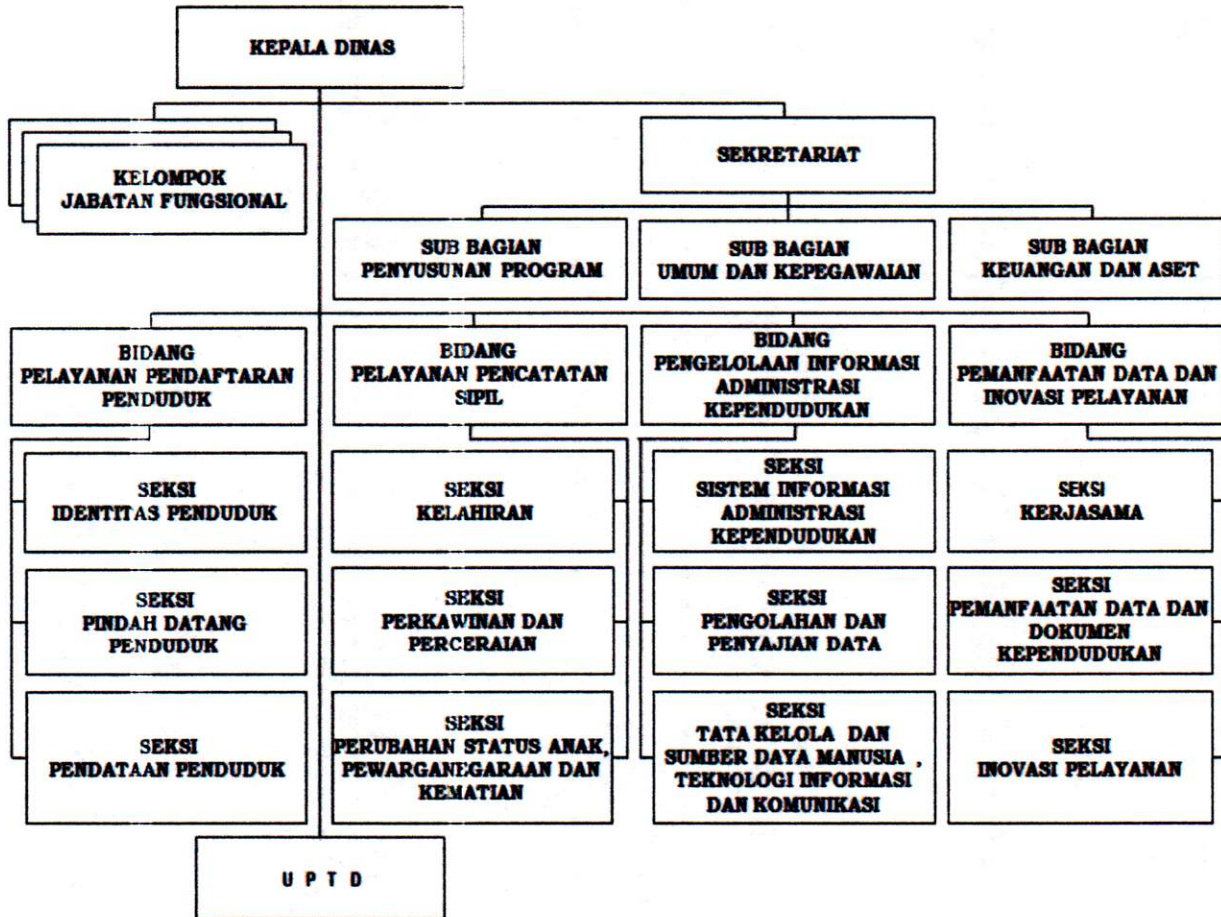 KEPALA DINAS
KELOMPOK
JABATAN FUNGSIONAL
SEKRETARIAT
SUB BAGIAN
PENYUSUNAN PROGRAM
SUB BAGIAN
UMUM DAN KEPEGAWAIAN
SUB BAGIAN
KEUANGAN DAN ASET
BIDANG
PELAYANAN PENDAFTARAN
PENDUDUK
BIDANG
PELAYANAN PENCATATAN
SIPIL
BIDANG
PENGELOLAAN INFORMASI
ADMINISTRASI
KEPENDUDUKAN
BIDANG
PEMANFAATAN DATA DAN
INOVASI PELAYANAN
SEKSI
IDENTITAS PENDUDUK
SEKSI
KELAHIRAN
SEKSI
SISTEM INFORMASI
ADMINISTRASI
KEPENDUDUKAN
SEKSI
KERJASAMA
SEKSI
PINDAH DATANG
PENDUDUK
SEKSI
PERKAWINAN DAN
PERCERAIAN
SEKSI
PENGOLAHAN DAN
PENYAJIAN DATA
SEKSI
PEMANFAATAN DATA DAN
DOKUMEN
KEPENDUDUKAN
SEKSI
PENDATAAN PENDUDUK
SEKSI
PERUBAHAN STATUS ANAK,
PEWARGANEGARAAN DAN
KEMATIAN
SEKSI
TATA KELOLA DAN
SUMBER DAYA MANUSIA ,
TEKNOLOGI INFORMASI
DAN KOMUNIKASI
SEKSI
INOVASI PELAYANAN
U P T D